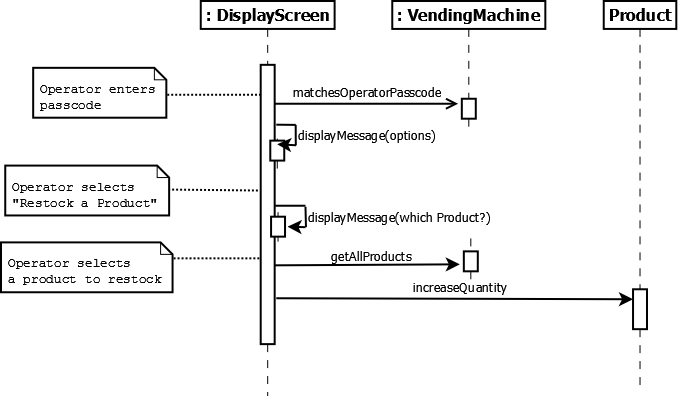 : DisplayScreen
: VendingMachine
Product
Operator enters
passcode
matchesOperatorPasscode
displayMessage(options)
Operator selects
"Restock a Product"
displayMessage(which Product?)
Operator selects
a product to restock
getAllProducts
increaseQuantity